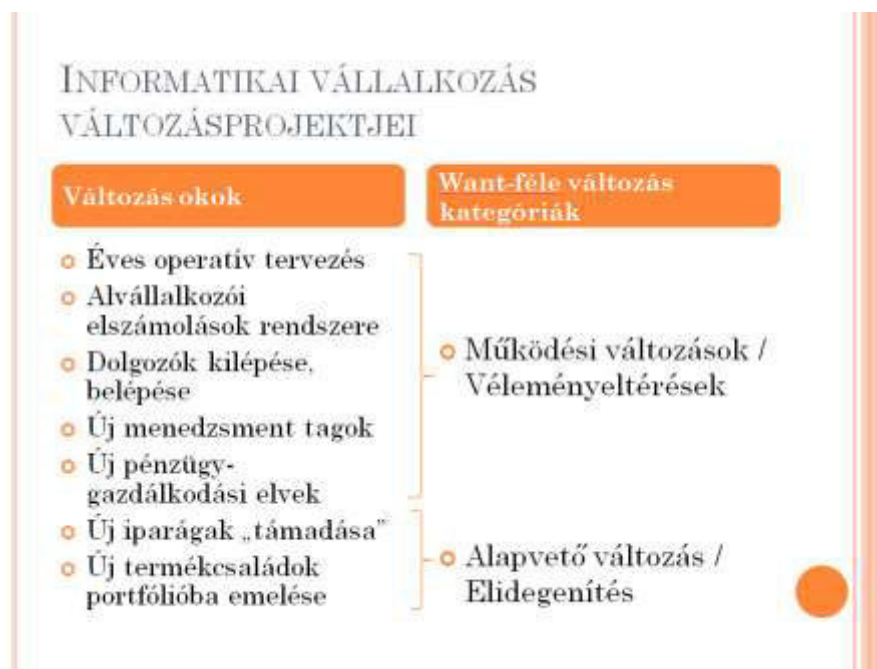 INFORMATIKAI VÁLLALKOZÁS
VÁLTOZÁSPROJEKTJEI
Változás okok
Want-féle változás
kategóriák
Éves operatív tervezés
Alvállalkozói
elszámolások rendszere
Dolgozók kilépése,
belépése
Új menedzsment tagok
Új pénzügy-
gazdálkodási elvek
Új iparágak „támadása”
Új termékcsaládok
portfólióba emelése
Működési változások /
Véleményeltérések
Alapvető változás /
Elidegenítés